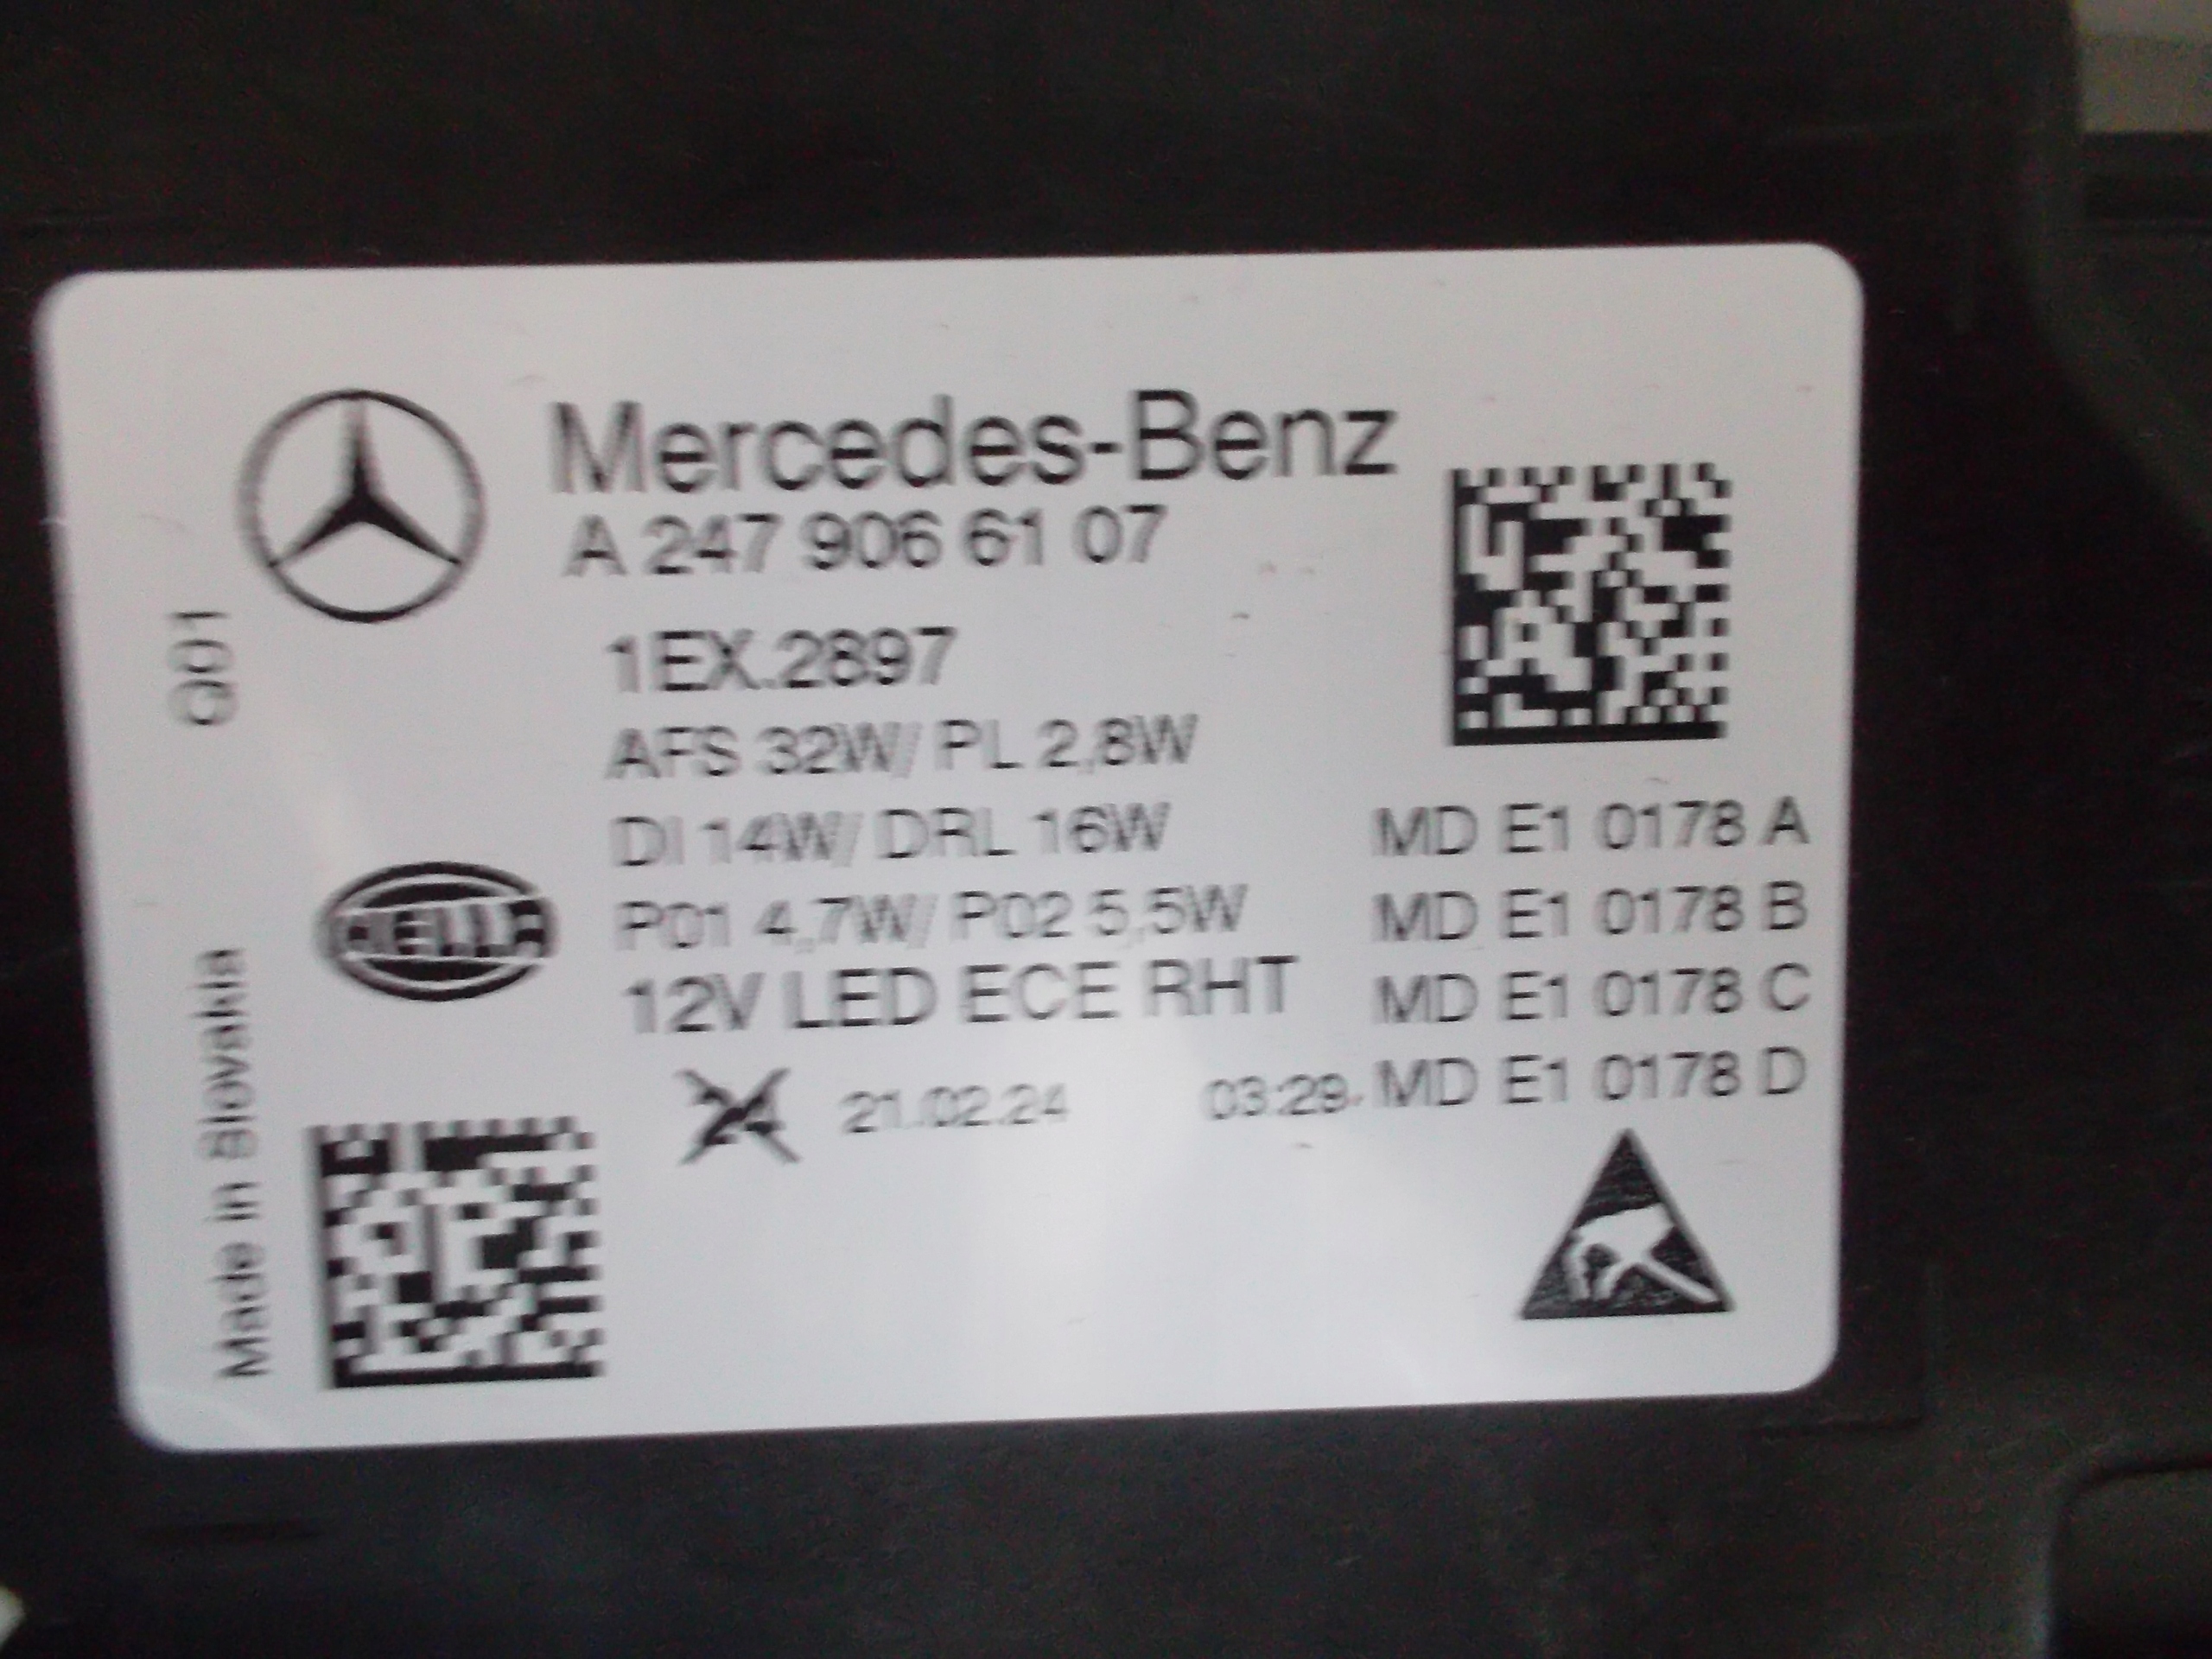 Mercedes-Benz
A 247 906 61 07
1EX.2897
AFS 32W/ PL 2,8W
DI 14W/ DRL 16W
P01 4,7W/ P02 5,5W
12V LED ECE RHT
24 21.02.24 03:29
MD E1 0178 A
MD E1 0178 B
MD E1 0178 C
MD E1 0178 D
HELLA
Q01
Made in Slovakia